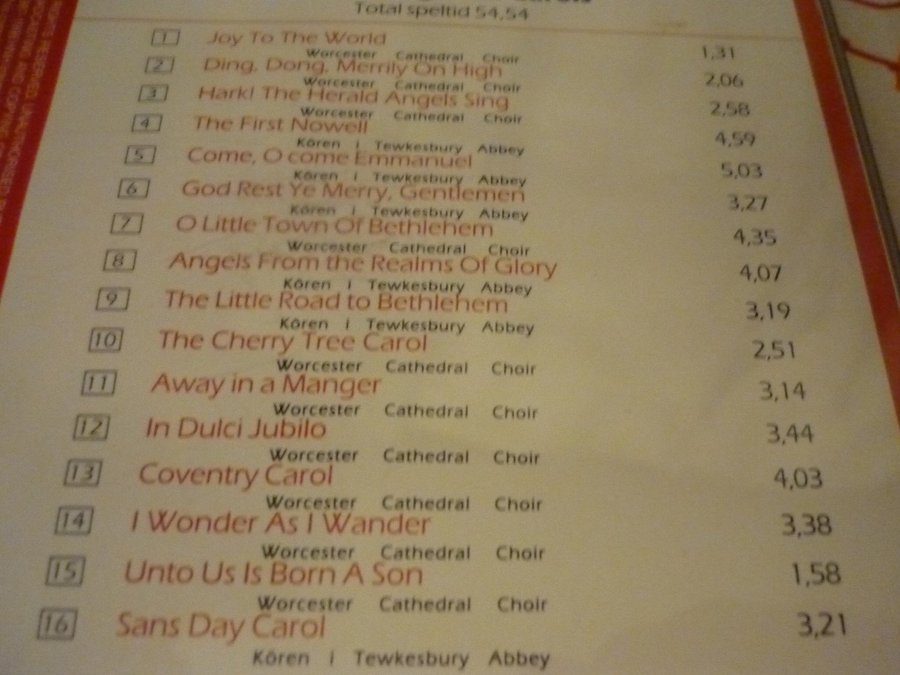 Total speltid 54,54
1 Joy To The World 1,31
Worcester Cathedral Choir
2 Ding, Dong, Merrily On High 2,06
Worcester Cathedral Choir
3 Hark! The Herald Angels Sing 2,58
Worcester Cathedral Choir
4 The First Nowell 4,59
Kören i Tewkesbury Abbey
5 Come, O come Emmanuel 5,03
Kören i Tewkesbury Abbey
6 God Rest Ye Merry, Gentlemen 3,27
Kören i Tewkesbury Abbey
7 O Little Town Of Bethlehem 4,35
Worcester Cathedral Choir
8 Angels From the Realms Of Glory 4,07
Kören i Tewkesbury Abbey
9 The Little Road to Bethlehem 3,19
Kören i Tewkesbury Abbey
10 The Cherry Tree Carol 2,51
Worcester Cathedral Choir
11 Away in a Manger 3,14
Worcester Cathedral Choir
12 In Dulci Jubilo 3,44
Worcester Cathedral Choir
13 Coventry Carol 4,03
Worcester Cathedral Choir
14 I Wonder As I Wander 3,38
Worcester Cathedral Choir
15 Unto Us Is Born A Son 1,58
Worcester Cathedral Choir
16 Sans Day Carol 3,21
Kören i Tewkesbury Abbey